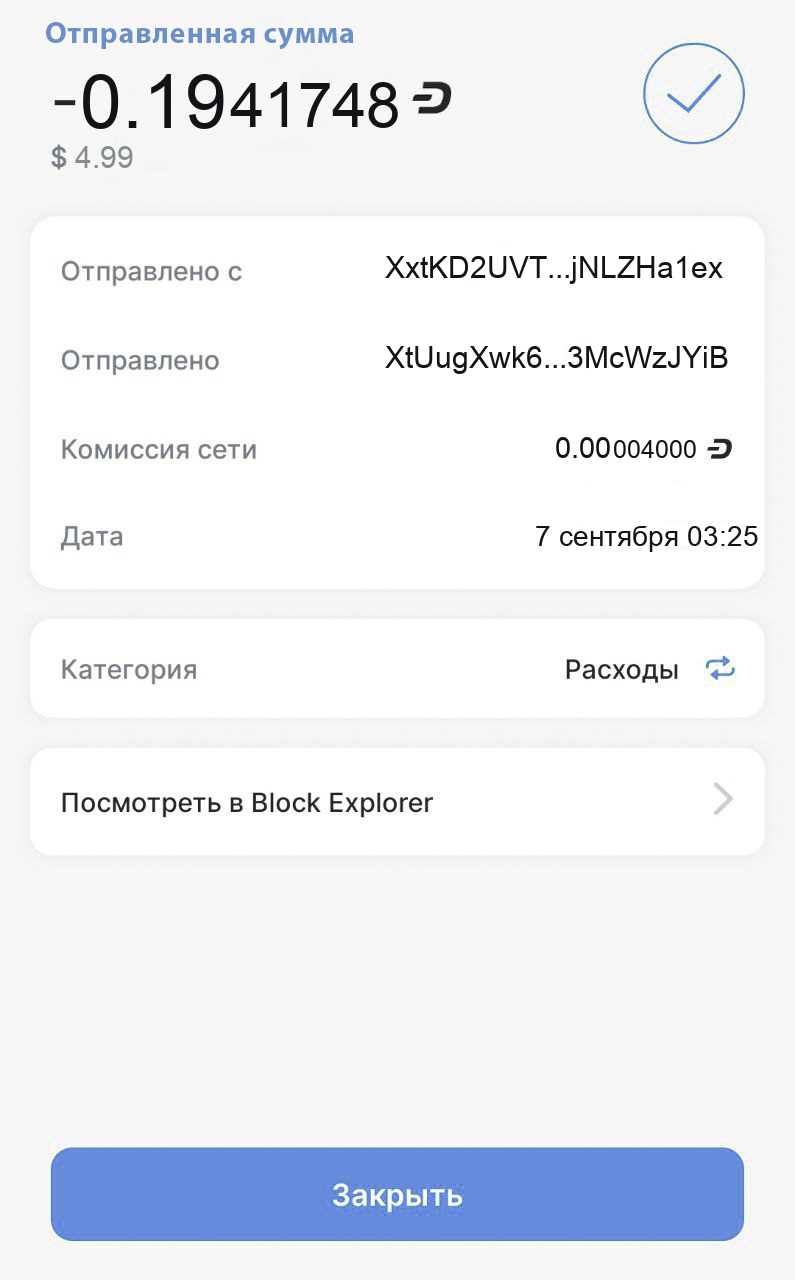 Отправленная сумма
-0.1941748
$ 4.99
Отправлено с XxtKD2UVT...jNLZHa1ex
Отправлено XtUugXwk6...3McWzJYiB
Комиссия сети 0.00004000
Дата 7 сентября 03:25
Категория Расходы
Посмотреть в Block Explorer
Закрыть